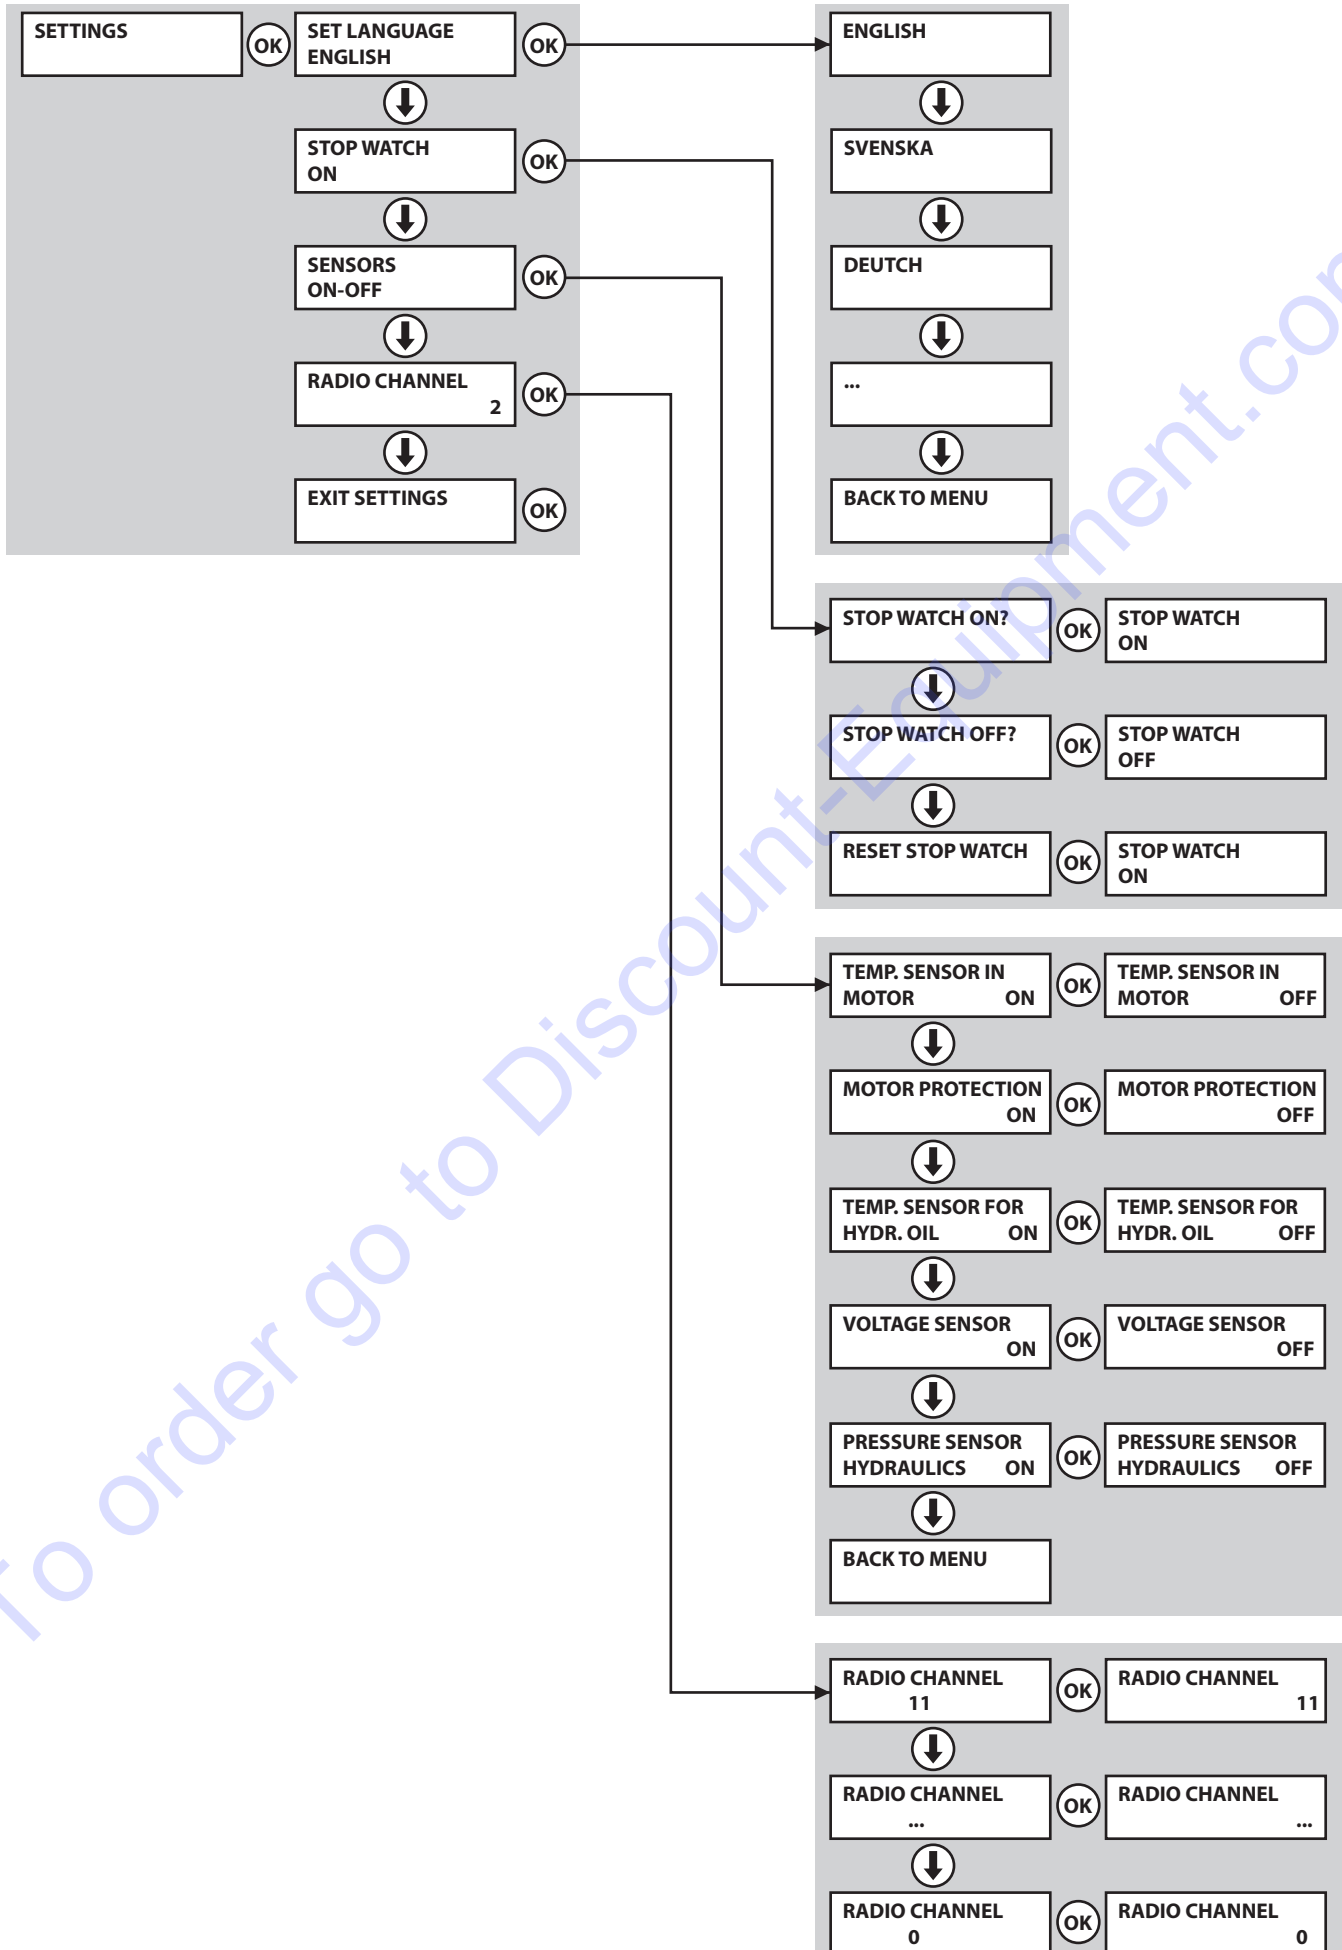 SETTINGS
OK
SET LANGUAGE
ENGLISH
OK
STOP WATCH
ON
OK
SENSORS
ON-OFF
OK
RADIO CHANNEL
2
OK
EXIT SETTINGS
OK
ENGLISH
SVENSKA
DEUTCH
...
BACK TO MENU
STOP WATCH ON?
OK
STOP WATCH
ON
STOP WATCH OFF?
OK
STOP WATCH
OFF
RESET STOP WATCH
OK
STOP WATCH
ON
TEMP. SENSOR IN
MOTOR ON
OK
TEMP. SENSOR IN
MOTOR OFF
MOTOR PROTECTION
ON
OK
MOTOR PROTECTION
OFF
TEMP. SENSOR FOR
HYDR. OIL ON
OK
TEMP. SENSOR FOR
HYDR. OIL OFF
VOLTAGE SENSOR
ON
OK
VOLTAGE SENSOR
OFF
PRESSURE SENSOR
HYDRAULICS ON
OK
PRESSURE SENSOR
HYDRAULICS OFF
BACK TO MENU
RADIO CHANNEL
11
OK
RADIO CHANNEL
11
RADIO CHANNEL
...
OK
RADIO CHANNEL
...
RADIO CHANNEL
0
OK
RADIO CHANNEL
0
To order go to Discount-Equipment.com